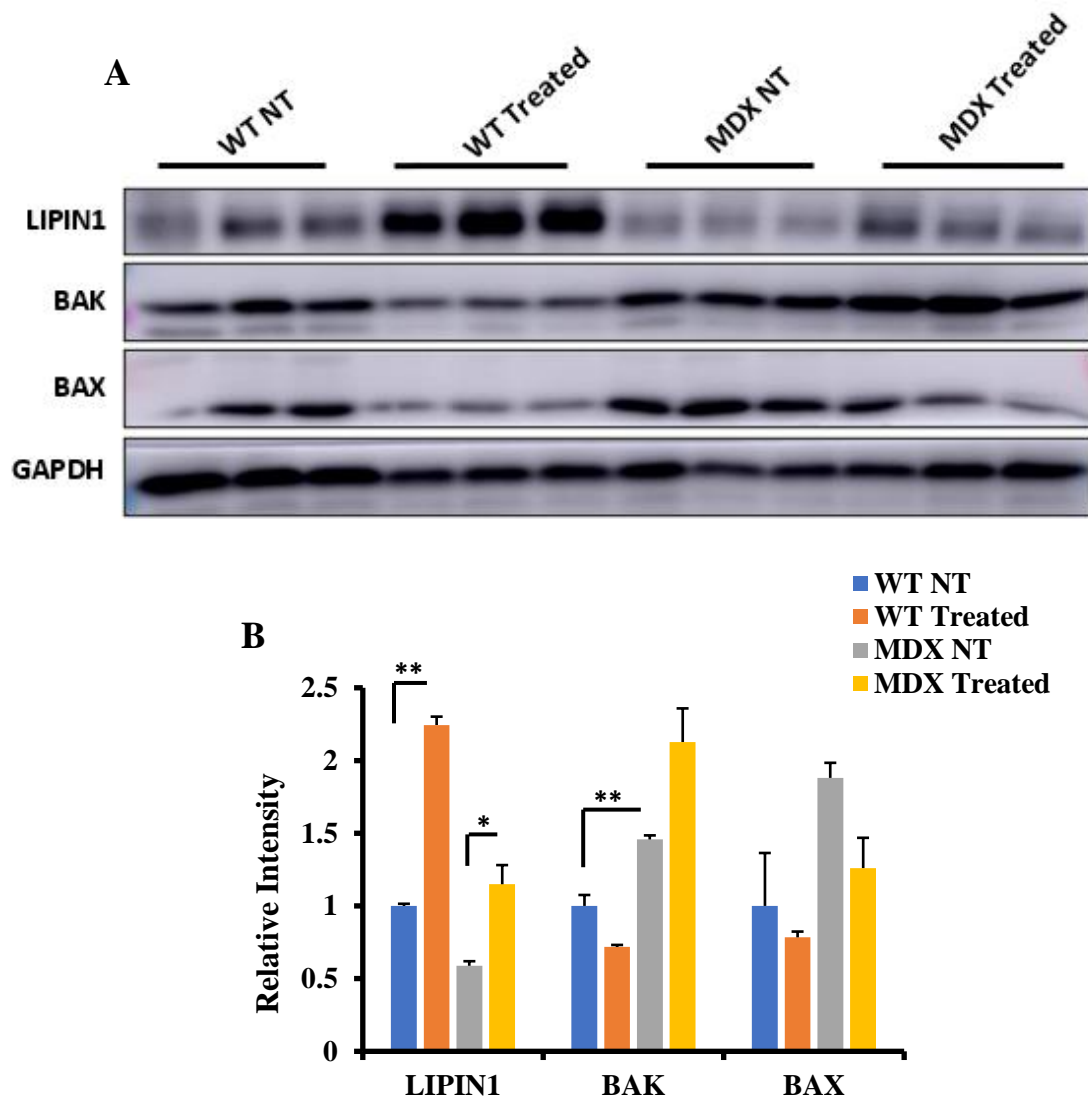 A
WT NT
WT Treated
MDX NT
MDX Treated
LIPIN1
BAK
BAX
GAPDH
WT NT
WT Treated
MDX NT
MDX Treated
B
Relative Intensity
2.5
2
1.5
1
0.5
0
**
*
**
LIPIN1 BAK BAX